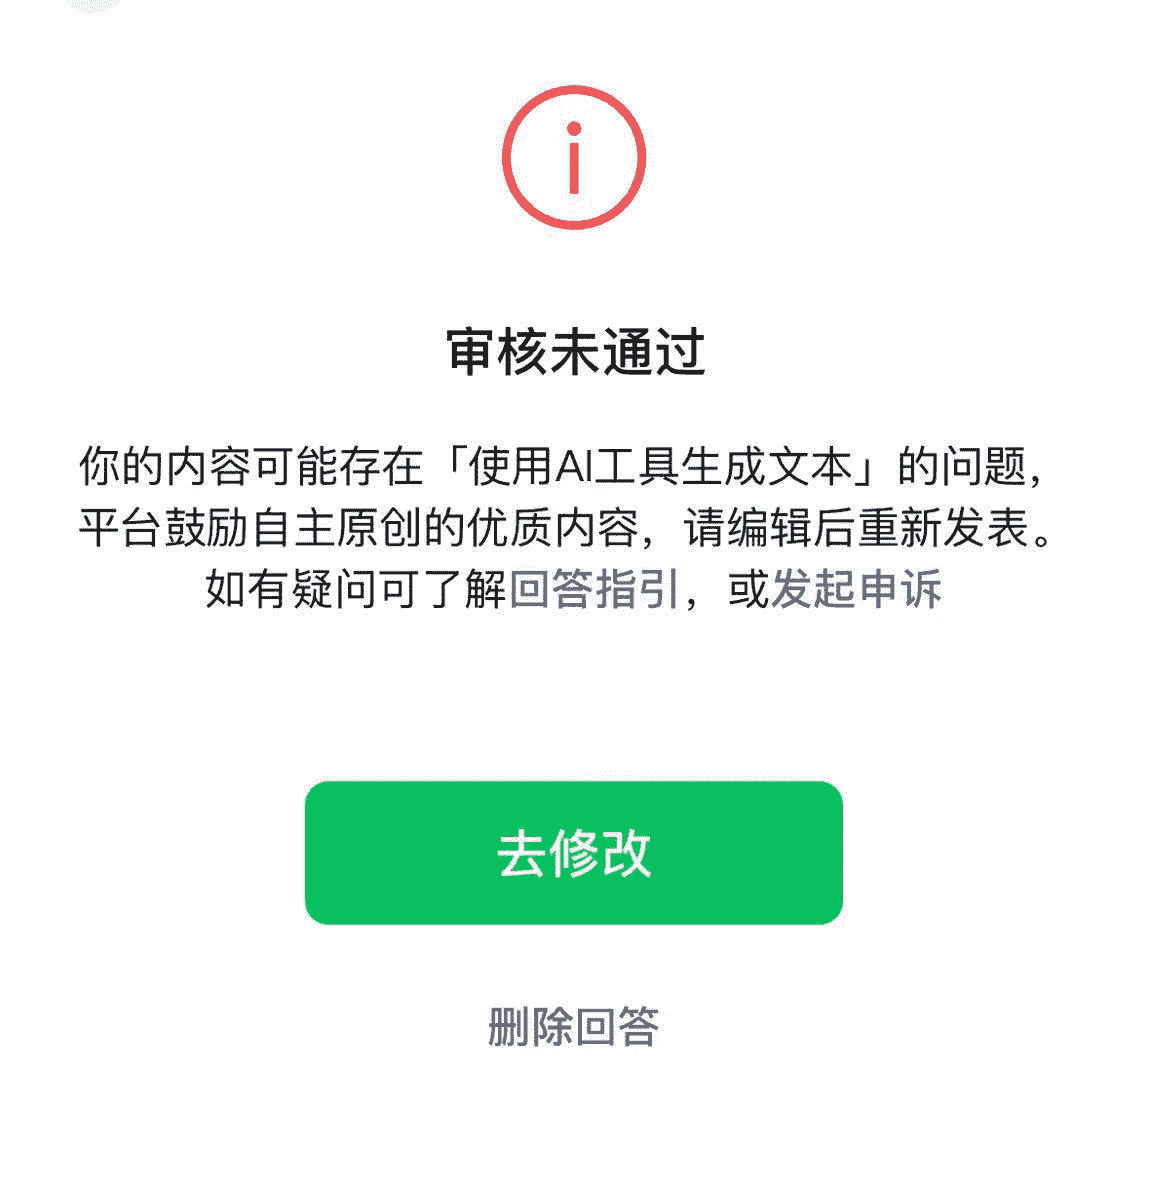 审核未通过
你的内容可能存在「使用AI工具生成文本」的问题，
平台鼓励自主原创的优质内容，请编辑后重新发表。
如有疑问可了解回答指引，或发起申诉
去修改
删除回答